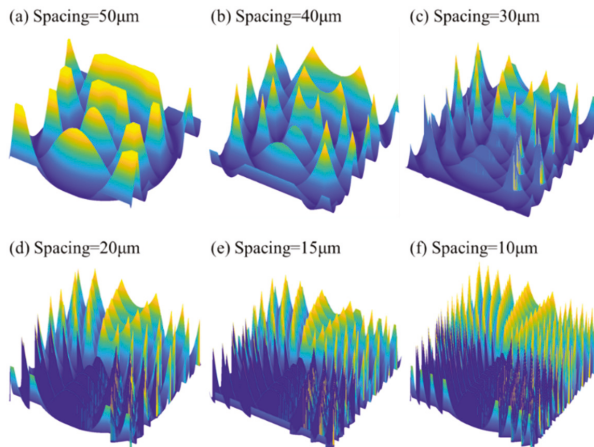 (a) Spacing=50μm
(b) Spacing=40μm
(c) Spacing=30μm
(d) Spacing=20μm
(e) Spacing=15μm
(f) Spacing=10μm